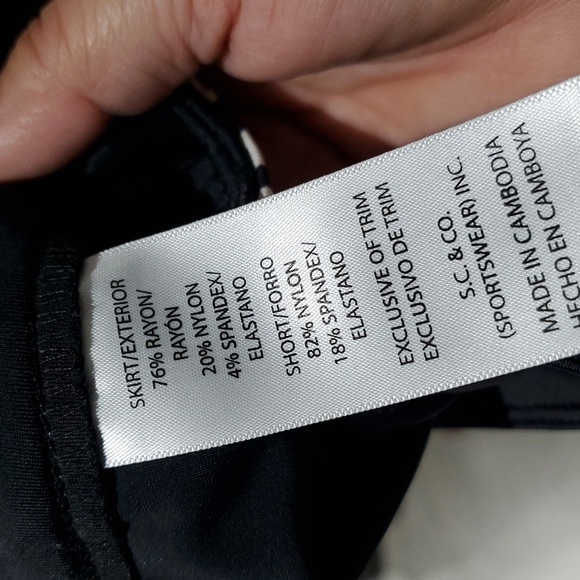 SKIRT/EXTERIOR
76% RAYON/
RAYÓN
20% NYLON
4% SPANDEX/
ELASTANO
SHORT/FORRO
82% NYLON
18% SPANDEX/
ELASTANO
EXCLUSIVE OF TRIM
EXCLUSIVO DE TRIM
S.C. & CO.
(SPORTSWEAR) INC.
MADE IN CAMBODIA
HECHO EN CAMBOYA